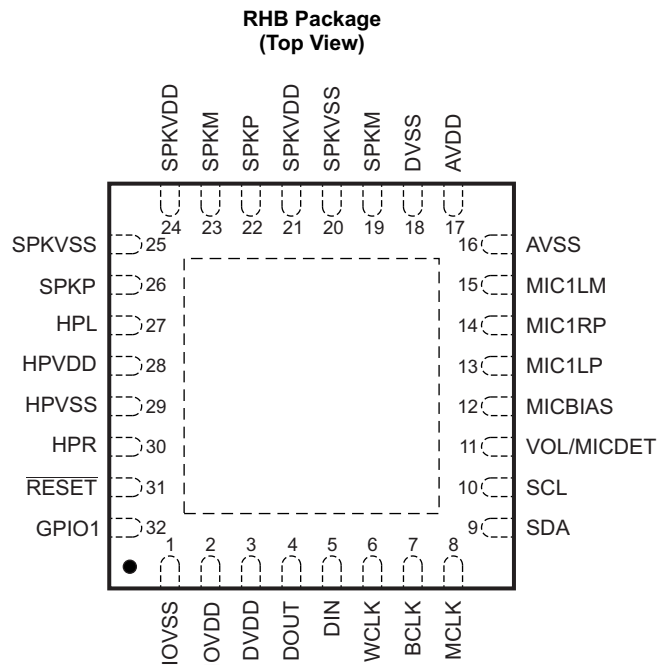 RHB Package
(Top View)
SPKVDD
SPKM
SPKP
SPKVDD
SPKVSS
SPKM
DVSS
AVDD
24
23
22
21
20
19
18
17
SPKVSS
25
SPKP
26
HPL
27
HPVDD
28
HPVSS
29
HPR
30
RESET
31
GPIO1
32
16
AVSS
15
MIC1LM
14
MIC1RP
13
MIC1LP
12
MICBIAS
11
VOL/MICDET
10
SCL
9
SDA
1
2
3
4
5
6
7
8
IOVSS
OVDD
DVDD
DOUT
DIN
WCLK
BCLK
MCLK